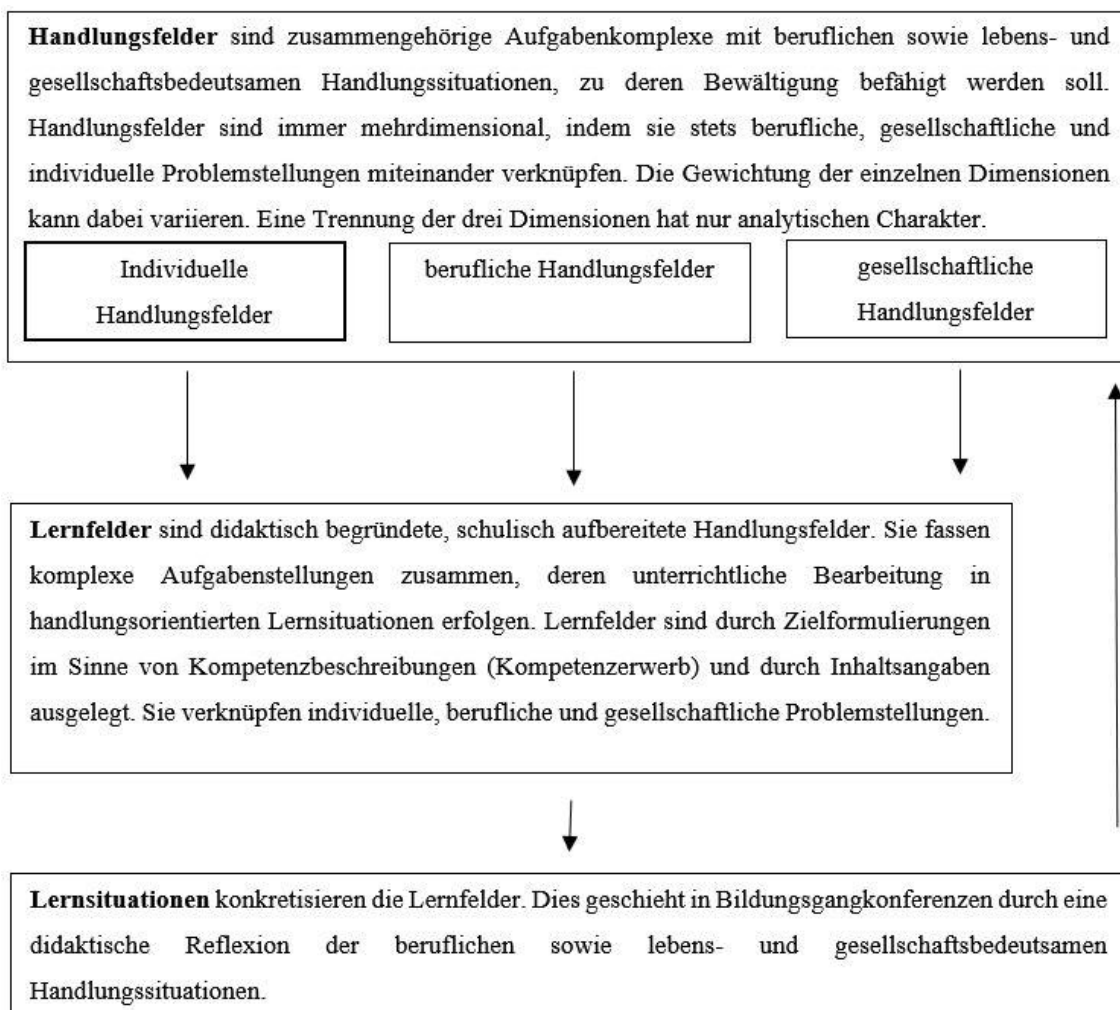 Handlungsfelder sind zusammengehörige Aufgabenkomplexe mit beruflichen sowie lebens- und
gesellschaftsbedeutsamen Handlungssituationen, zu deren Bewältigung befähigt werden soll.
Handlungsfelder sind immer mehrdimensional, indem sie stets berufliche, gesellschaftliche und
individuelle Problemstellungen miteinander verknüpfen. Die Gewichtung der einzelnen Dimensionen
kann dabei variieren. Eine Trennung der drei Dimensionen hat nur analytischen Charakter.
Individuelle
Handlungsfelder
berufliche Handlungsfelder
gesellschaftliche
Handlungsfelder
Lernfelder sind didaktisch begründete, schulisch aufbereitete Handlungsfelder. Sie fassen
komplexe Aufgabenstellungen zusammen, deren unterrichtliche Bearbeitung in
handlungsorientierten Lernsituationen erfolgen. Lernfelder sind durch Zielformulierungen
im Sinne von Kompetenzbeschreibungen (Kompetenzerwerb) und durch Inhaltsangaben
ausgelegt. Sie verknüpfen individuelle, berufliche und gesellschaftliche Problemstellungen.
Lernsituationen konkretisieren die Lernfelder. Dies geschieht in Bildungsgangkonferenzen durch eine
didaktische Reflexion der beruflichen sowie lebens- und gesellschaftsbedeutsamen
Handlungssituationen.